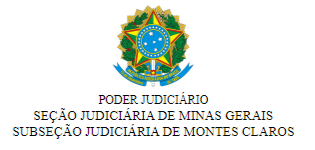 PODER JUDICIÁRIO
SEÇÃO JUDICIÁRIA DE MINAS GERAIS
SUBSEÇÃO JUDICIÁRIA DE MONTES CLAROS